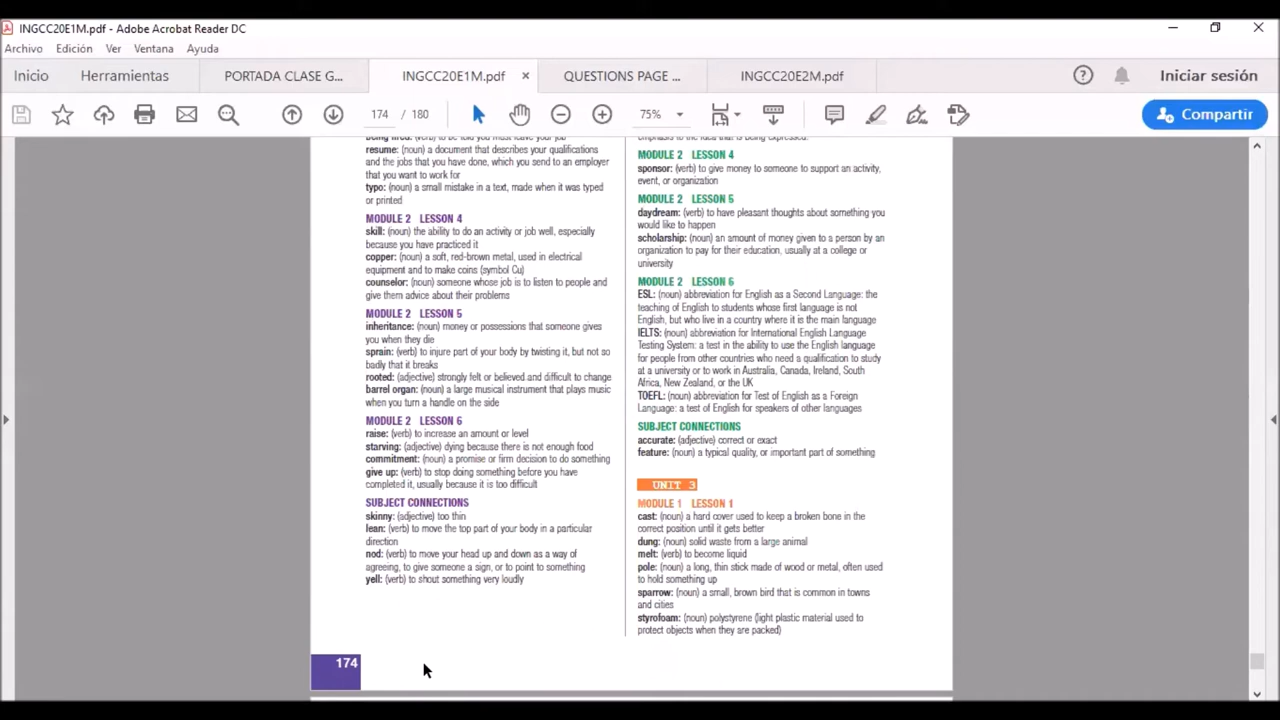 INGCC20E1M.pdf - Adobe Acrobat Reader DC
Archivo Edición Ver Ventana Ayuda
Inicio Herramientas PORTADA CLASE G... INGCC20E1M.pdf × QUESTIONS PAGE ... INGCC20E2M.pdf Iniciar sesión
174 / 180 75% Compartir
being fired: (verb) to be told you must leave your job
resume: (noun) a document that describes your qualifications
and the jobs that you have done, which you send to an employer
that you want to work for
typo: (noun) a small mistake in a text, made when it was typed
or printed
MODULE 2 LESSON 4
skill: (noun) the ability to do an activity or job well, especially
because you have practiced it
copper: (noun) a soft, red-brown metal, used in electrical
equipment and to make coins (symbol Cu)
counselor: (noun) someone whose job is to listen to people and
give them advice about their problems
MODULE 2 LESSON 5
inheritance: (noun) money or possessions that someone gives
you when they die
sprain: (verb) to injure part of your body by twisting it, but not so
badly that it breaks
rooted: (adjective) strongly felt or believed and difficult to change
barrel organ: (noun) a large musical instrument that plays music
when you turn a handle on the side
MODULE 2 LESSON 6
raise: (verb) to increase an amount or level
starving: (adjective) dying because there is not enough food
commitment: (noun) a promise or firm decision to do something
give up: (verb) to stop doing something before you have
completed it, usually because it is too difficult
SUBJECT CONNECTIONS
skinny: (adjective) too thin
lean: (verb) to move the top part of your body in a particular
direction
nod: (verb) to move your head up and down as a way of
agreeing, to give someone a sign, or to point to something
yell: (verb) to shout something very loudly
174
emphasis to the idea that is being expressed.
MODULE 2 LESSON 4
sponsor: (verb) to give money to someone to support an activity,
event, or organization
MODULE 2 LESSON 5
daydream: (verb) to have pleasant thoughts about something you
would like to happen
scholarship: (noun) an amount of money given to a person by an
organization to pay for their education, usually at a college or
university
MODULE 2 LESSON 6
ESL: (noun) abbreviation for English as a Second Language: the
teaching of English to students whose first language is not
English, but who live in a country where it is the main language
IELTS: (noun) abbreviation for International English Language
Testing System: a test in the ability to use the English language
for people from other countries who need a qualification to study
at a university or to work in Australia, Canada, Ireland, South
Africa, New Zealand, or the UK
TOEFL: (noun) abbreviation for Test of English as a Foreign
Language: a test of English for speakers of other languages
SUBJECT CONNECTIONS
accurate: (adjective) correct or exact
feature: (noun) a typical quality, or important part of something
UNIT 3
MODULE 1 LESSON 1
cast: (noun) a hard cover used to keep a broken bone in the
correct position until it gets better
dung: (noun) solid waste from a large animal
melt: (verb) to become liquid
pole: (noun) a long, thin stick made of wood or metal, often used
to hold something up
sparrow: (noun) a small, brown bird that is common in towns
and cities
styrofoam: (noun) polystyrene (light plastic material used to
protect objects when they are packed)